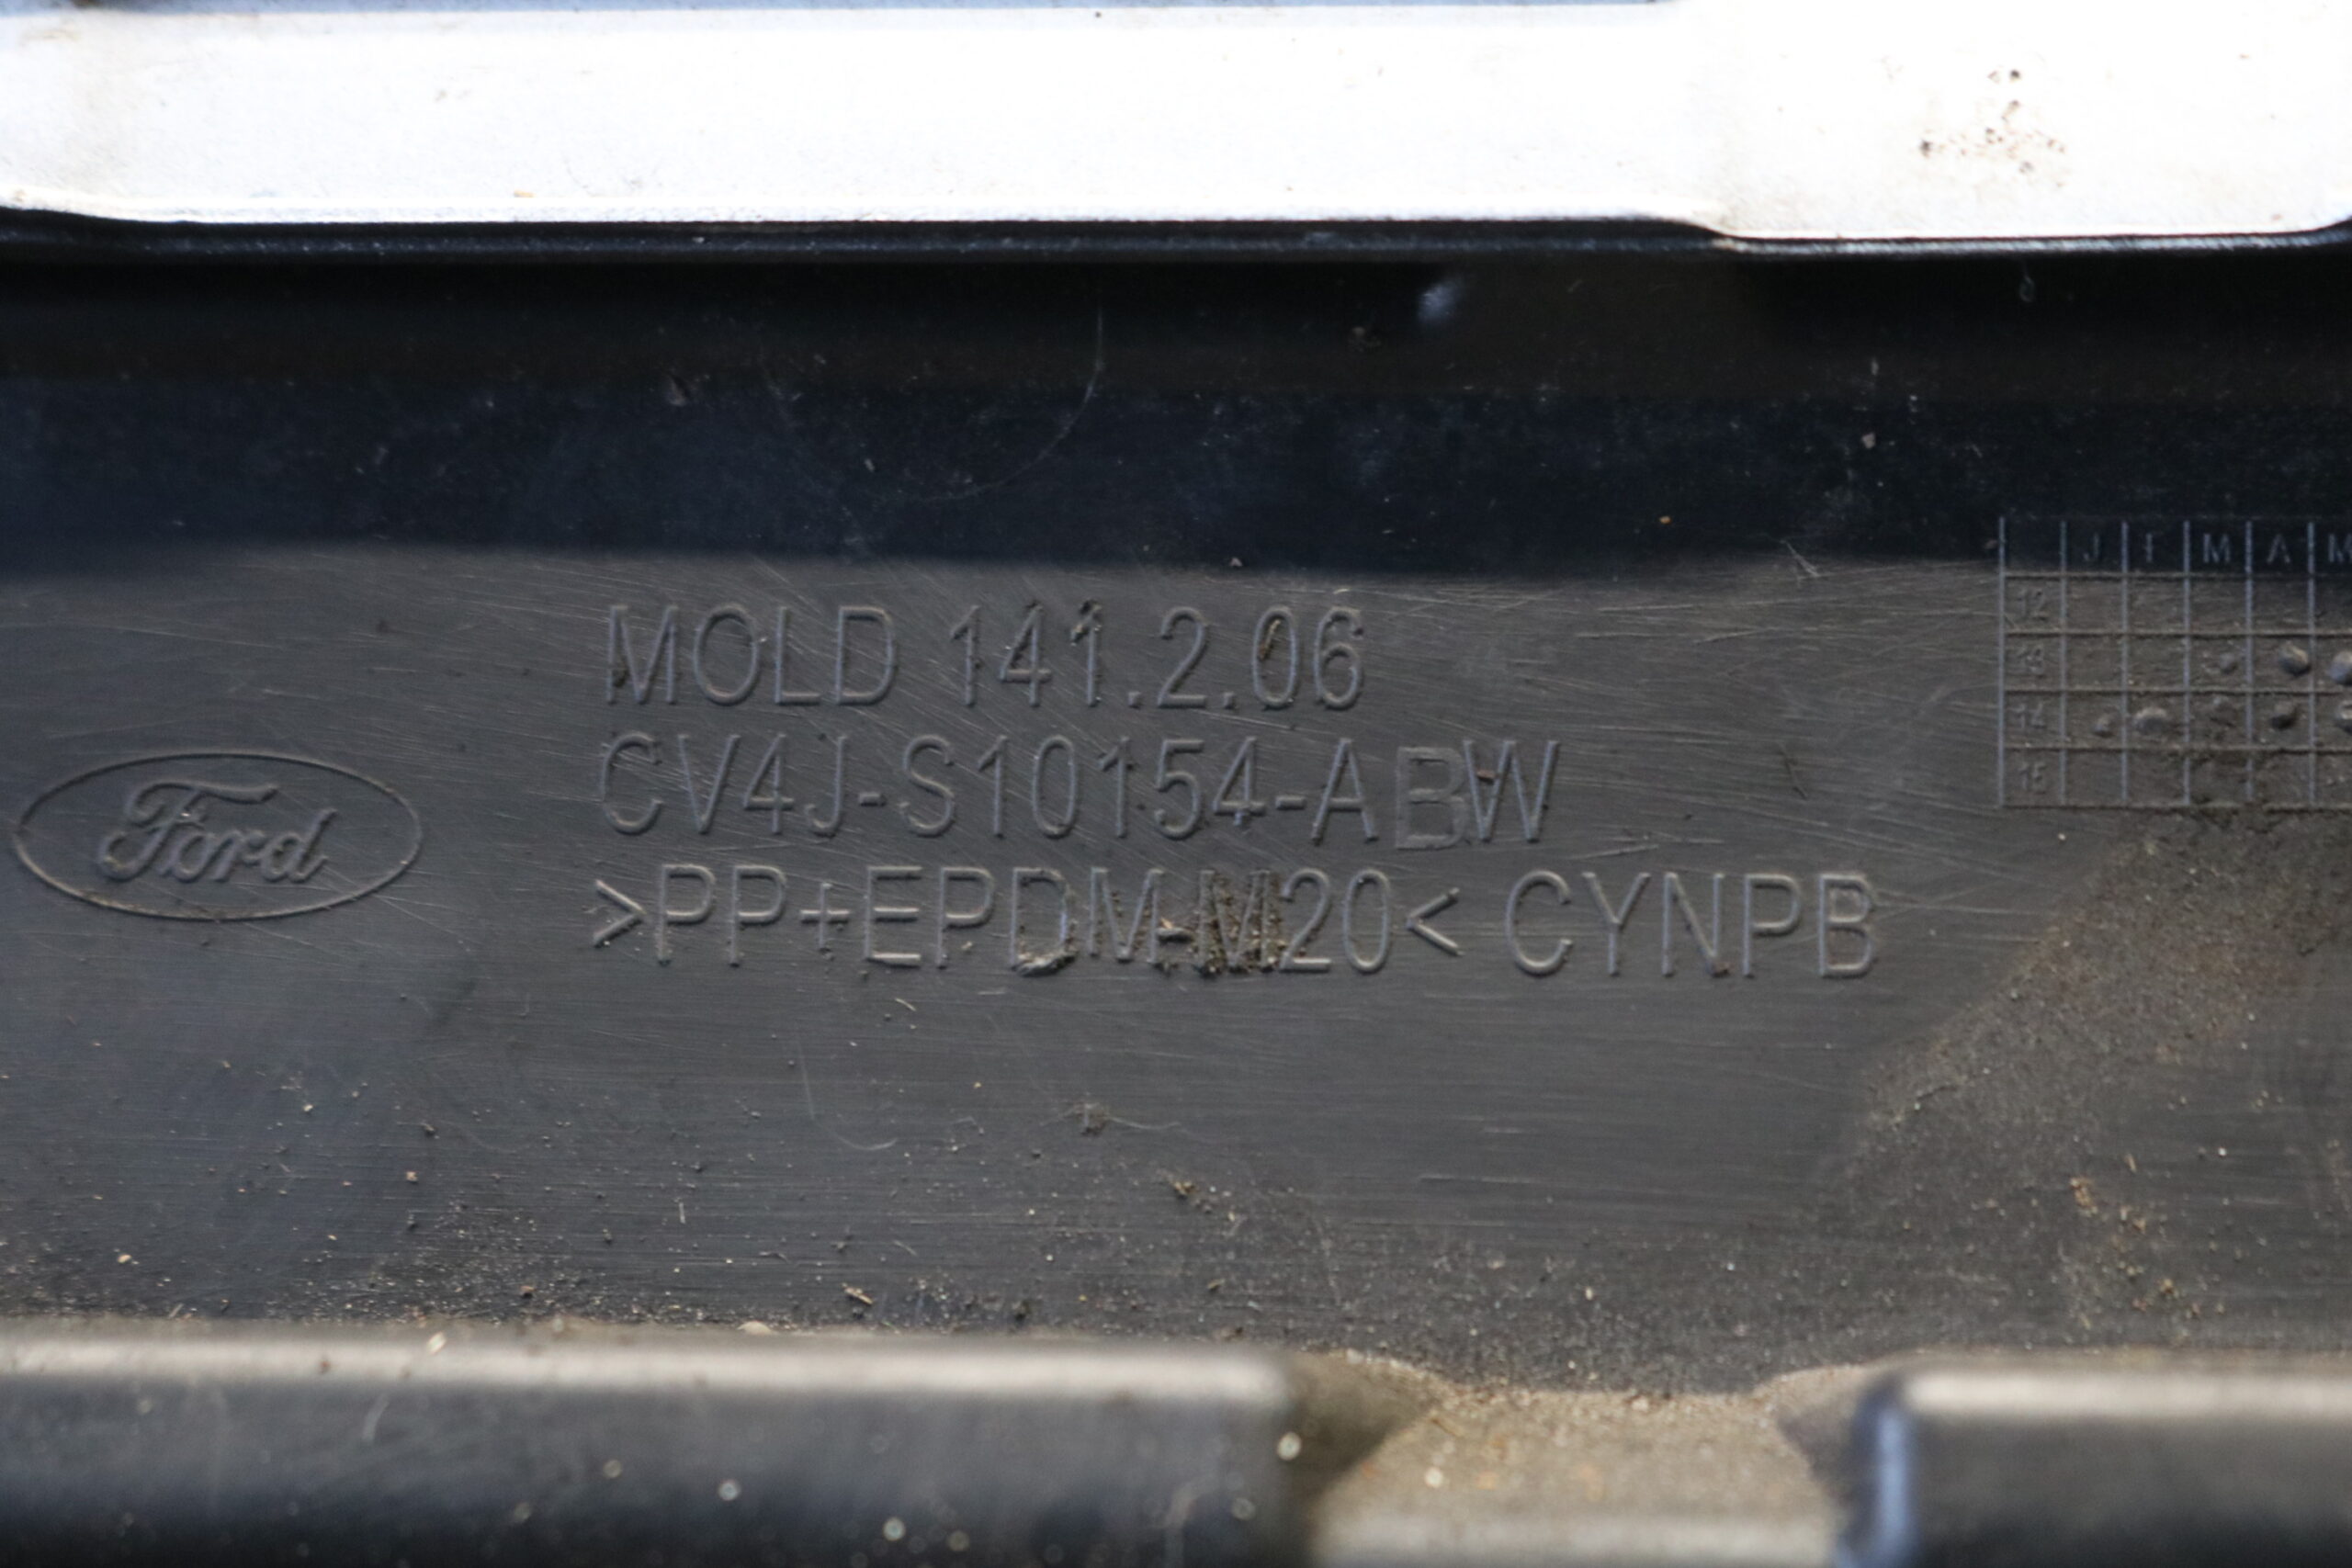 Ford
MOLD 141.2.06
CV4J-S10154-ABW
>PP+EPDM-M20< CYNPB
J F M A M
12
13
14
15